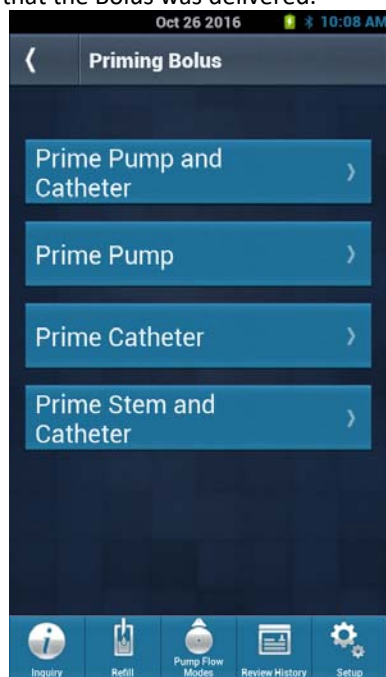 that the Bolus was delivered.
Oct 26 2016 10:08 AM
Priming Bolus
Prime Pump and
Catheter
Prime Pump
Prime Catheter
Prime Stem and
Catheter
Inquiry
Refill
Pump Flow
Modes
Review History
Setup